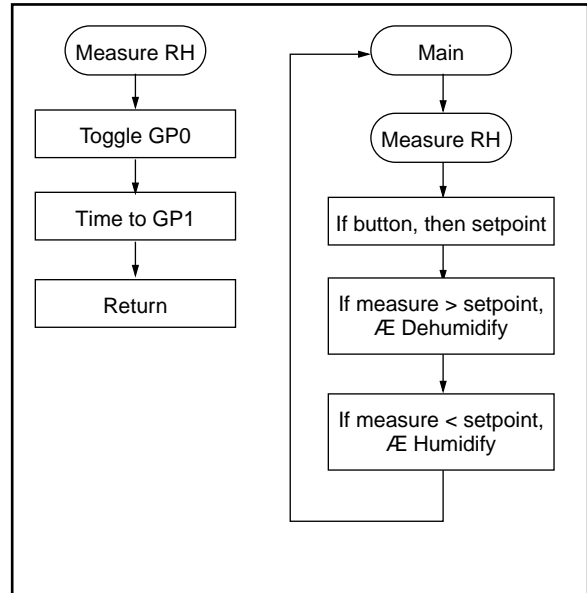 Measure RH
Toggle GP0
Time to GP1
Return
Main
Measure RH
If button, then setpoint
If measure > setpoint,
Æ Dehumidify
If measure < setpoint,
Æ Humidify